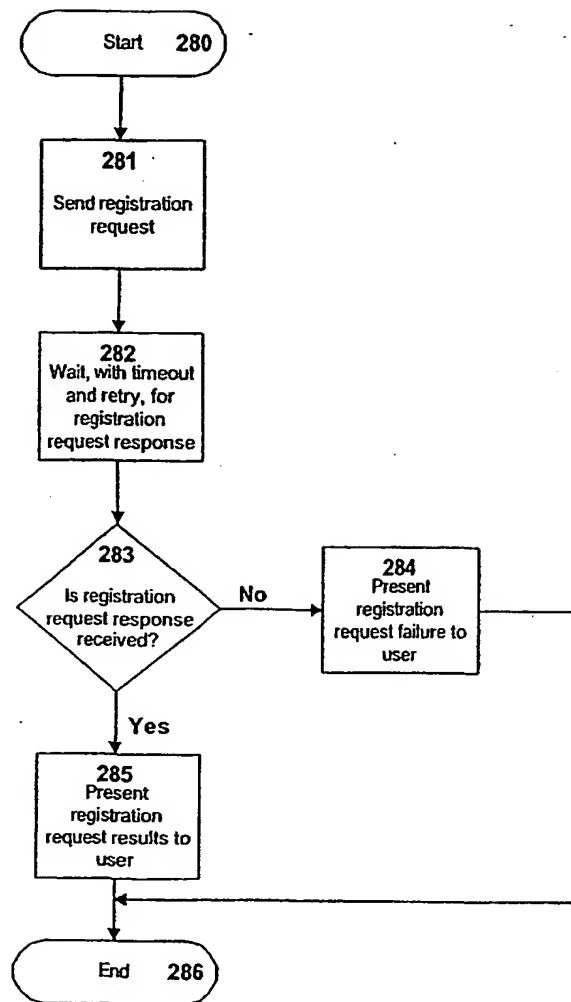 Start 280
281
Send registration
request
282
Wait, with timeout
and retry, for
registration
request response
283
Is registration
request response
received?
No
284
Present
registration
request failure to
user
Yes
285
Present
registration
request results to
user
End 286